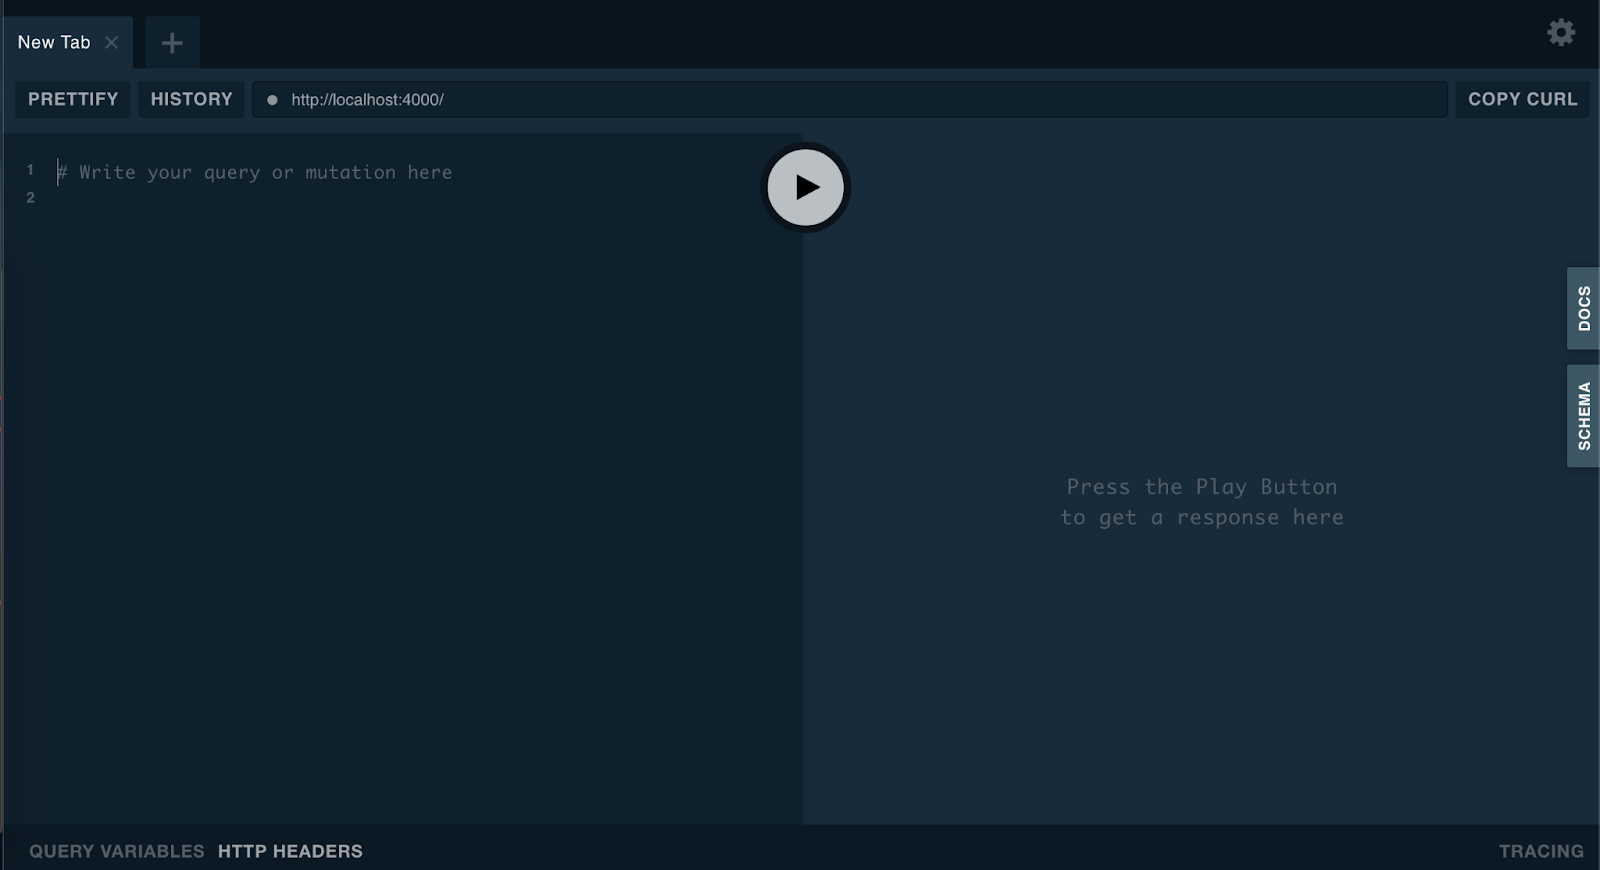 New Tab
PRETTIFY HISTORY http://localhost:4000/ COPY CURL
1 # Write your query or mutation here
2
DOCS
SCHEMA
Press the Play Button
to get a response here
QUERY VARIABLES HTTP HEADERS TRACING